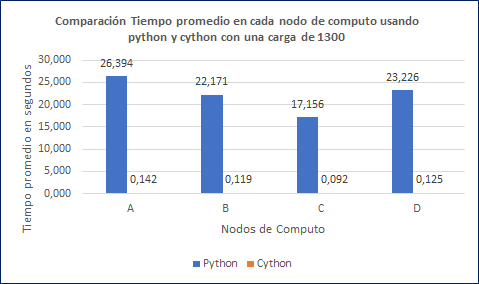 Comparación Tiempo promedio en cada nodo de computo usando
python y cython con una carga de 1300
Tiempo promedio en segundos
30,000
25,000
20,000
15,000
10,000
5,000
0,000
26,394
0,142
22,171
0,119
17,156
0,092
23,226
0,125
A B C D
Nodos de Computo
Python Cython